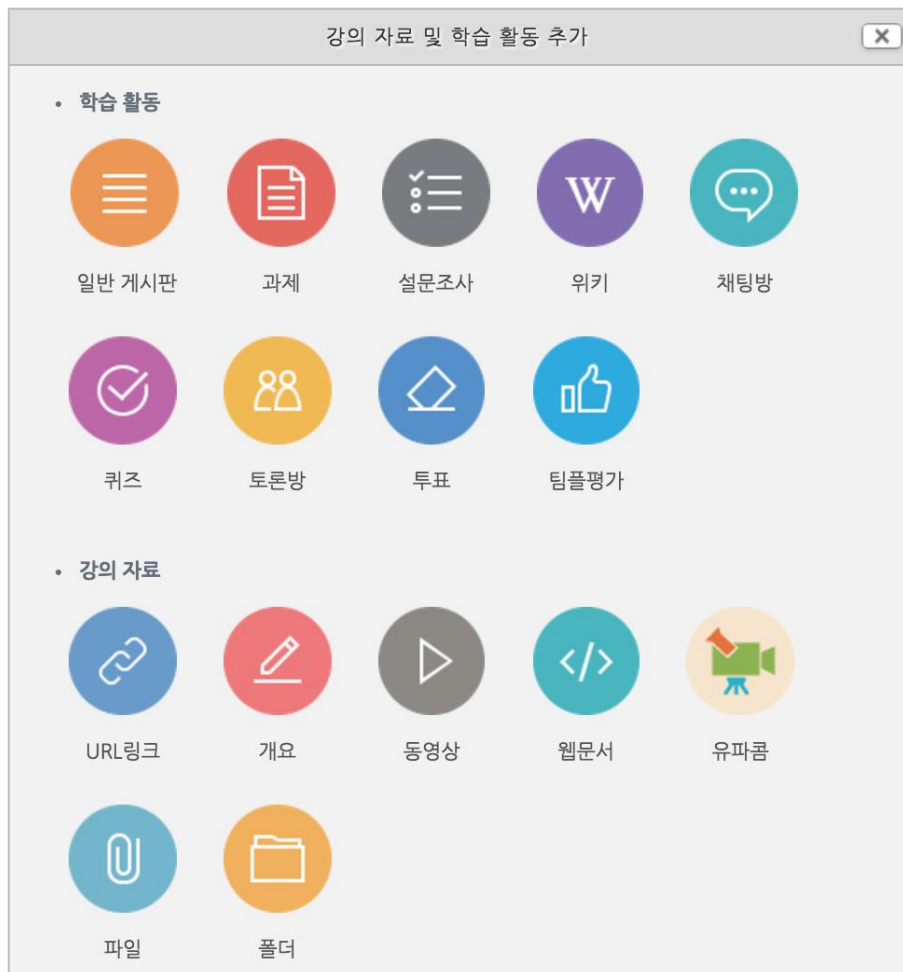 강의 자료 및 학습 활동 추가
학습 활동
일반 게시판 과제 설문조사 위키 채팅방
퀴즈 토론방 투표 팀플평가
강의 자료
URL링크 개요 동영상 웹문서 유파콤
파일 폴더